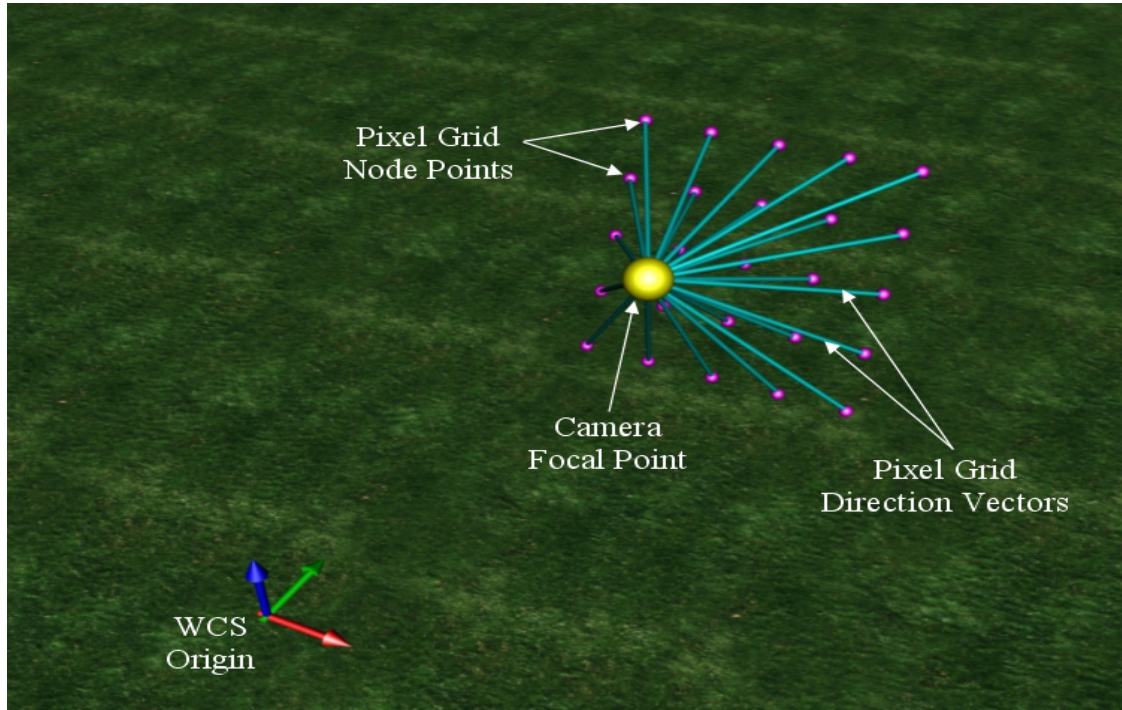 Pixel Grid
Node Points
Camera
Focal Point
Pixel Grid
Direction Vectors
WCS
Origin